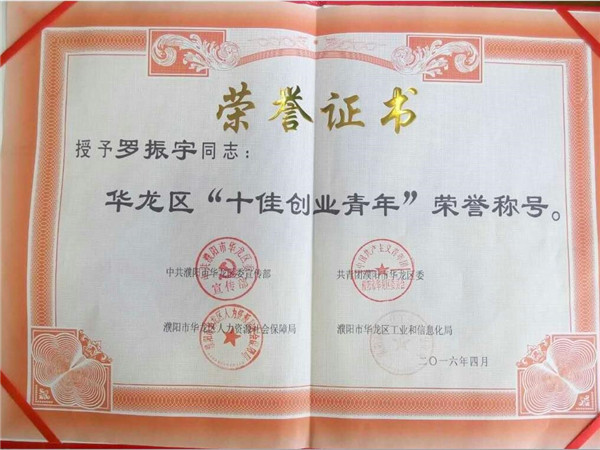 荣誉证书
授予罗振宇同志：
华龙区“十佳创业青年”荣誉称号。
中共濮阳市华龙区委宣传部
共青团濮阳市华龙区委
濮阳市华龙区人力资源社会保障局
濮阳市华龙区工业和信息化局
二〇一六年四月
宣传部